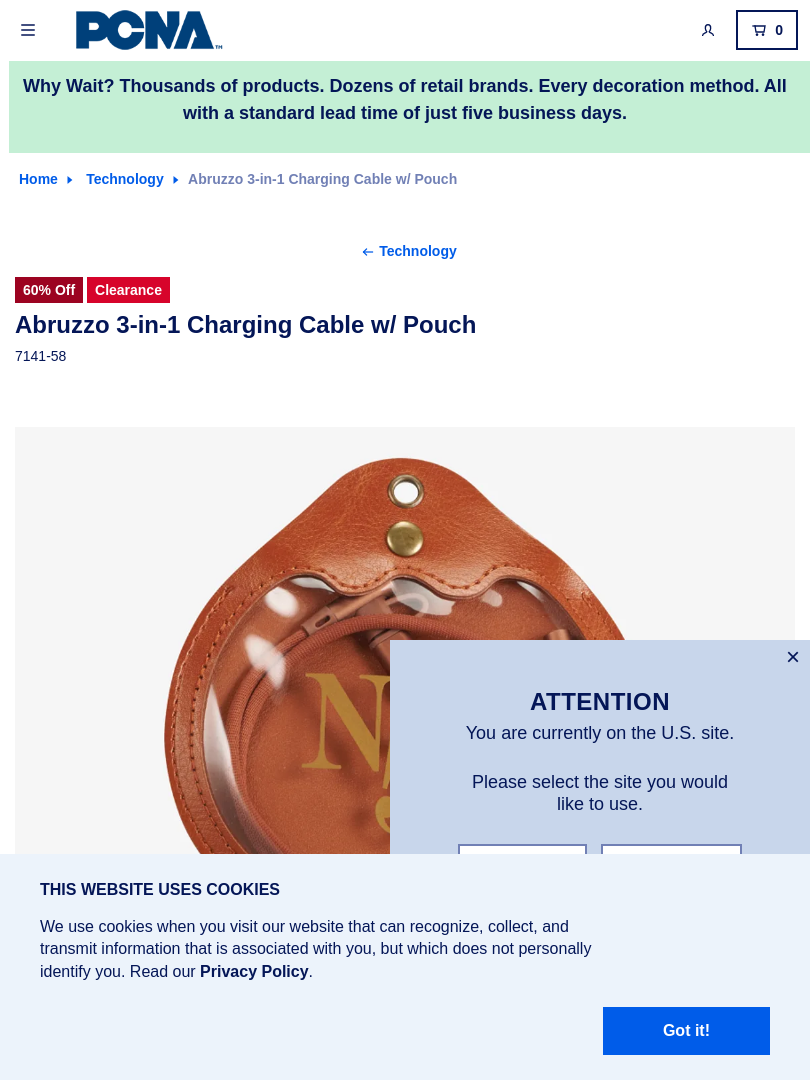 PCNA™
0
Why Wait? Thousands of products. Dozens of retail brands. Every decoration method. All
with a standard lead time of just five business days.
Home Technology Abruzzo 3-in-1 Charging Cable w/ Pouch
Technology
60% Off Clearance
Abruzzo 3-in-1 Charging Cable w/ Pouch
7141-58
N
ATTENTION
You are currently on the U.S. site.
Please select the site you would
like to use.
THIS WEBSITE USES COOKIES
We use cookies when you visit our website that can recognize, collect, and
transmit information that is associated with you, but which does not personally
identify you. Read our Privacy Policy.
Got it!